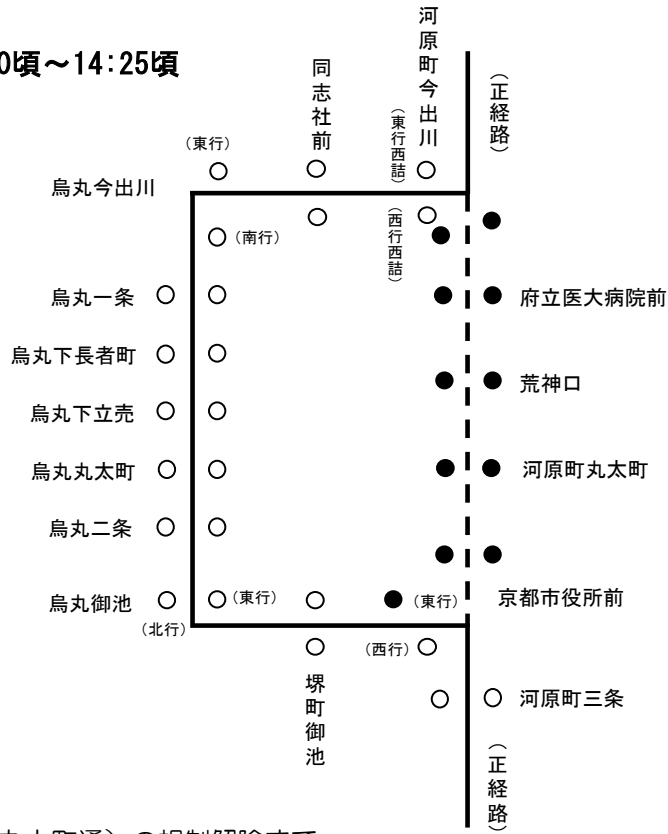 0頃～14:25頃
河原町今出川
同志社前
（正経路）
（東行西詰）
（東行）
烏丸今出川
（西行西詰）
（南行）
烏丸一条
府立医大病院前
烏丸下長者町
荒神口
烏丸下立売
烏丸丸太町
河原町丸太町
烏丸二条
烏丸御池
（東行）
（東行）
京都市役所前
（北行）
（西行）
堺町御池
河原町三条
（正経路）